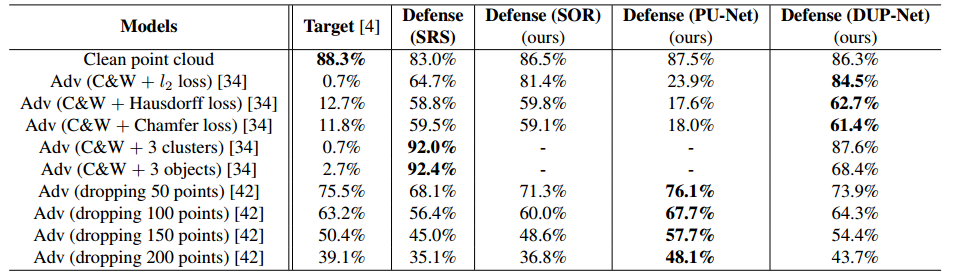 Models Target [4] Defense (SRS) Defense (SOR) (ours) Defense (PU-Net) (ours) Defense (DUP-Net) (ours)
Clean point cloud 88.3% 83.0% 86.5% 87.5% 86.3%
Adv (C&W + l₂ loss) [34] 0.7% 64.7% 81.4% 23.9% 84.5%
Adv (C&W + Hausdorff loss) [34] 12.7% 58.8% 59.8% 17.6% 62.7%
Adv (C&W + Chamfer loss) [34] 11.8% 59.5% 59.1% 18.0% 61.4%
Adv (C&W + 3 clusters) [34] 0.7% 92.0% - - 87.6%
Adv (C&W + 3 objects) [34] 2.7% 92.4% - - 68.4%
Adv (dropping 50 points) [42] 75.5% 68.1% 71.3% 76.1% 73.9%
Adv (dropping 100 points) [42] 63.2% 56.4% 60.0% 67.7% 64.3%
Adv (dropping 150 points) [42] 50.4% 45.0% 48.6% 57.7% 54.4%
Adv (dropping 200 points) [42] 39.1% 35.1% 36.8% 48.1% 43.7%